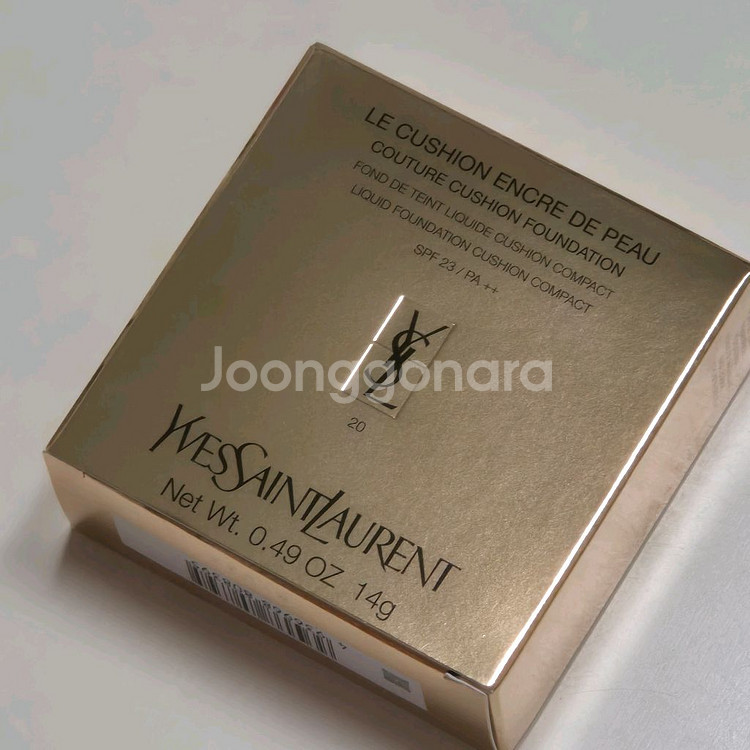 LE CUSHION ENCRE DE PEAU
COUTURE CUSHION FOUNDATION
FOND DE TEINT LIQUIDE CUSHION COMPACT
LIQUID FOUNDATION CUSHION COMPACT
SPF 23 / PA ++
YSL
Joonggonara
20
YVESSAINTLAURENT
Net Wt. 0.49 OZ 14g